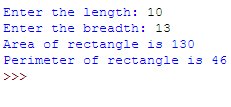 Enter the length: 10
Enter the breadth: 13
Area of rectangle is 130
Perimeter of rectangle is 46
>>>